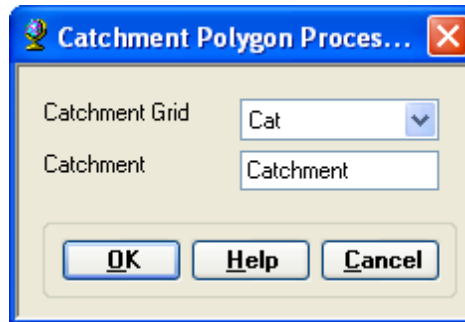 Catchment Polygon Proces...
Catchment Grid Cat
Catchment Catchment
OK Help Cancel